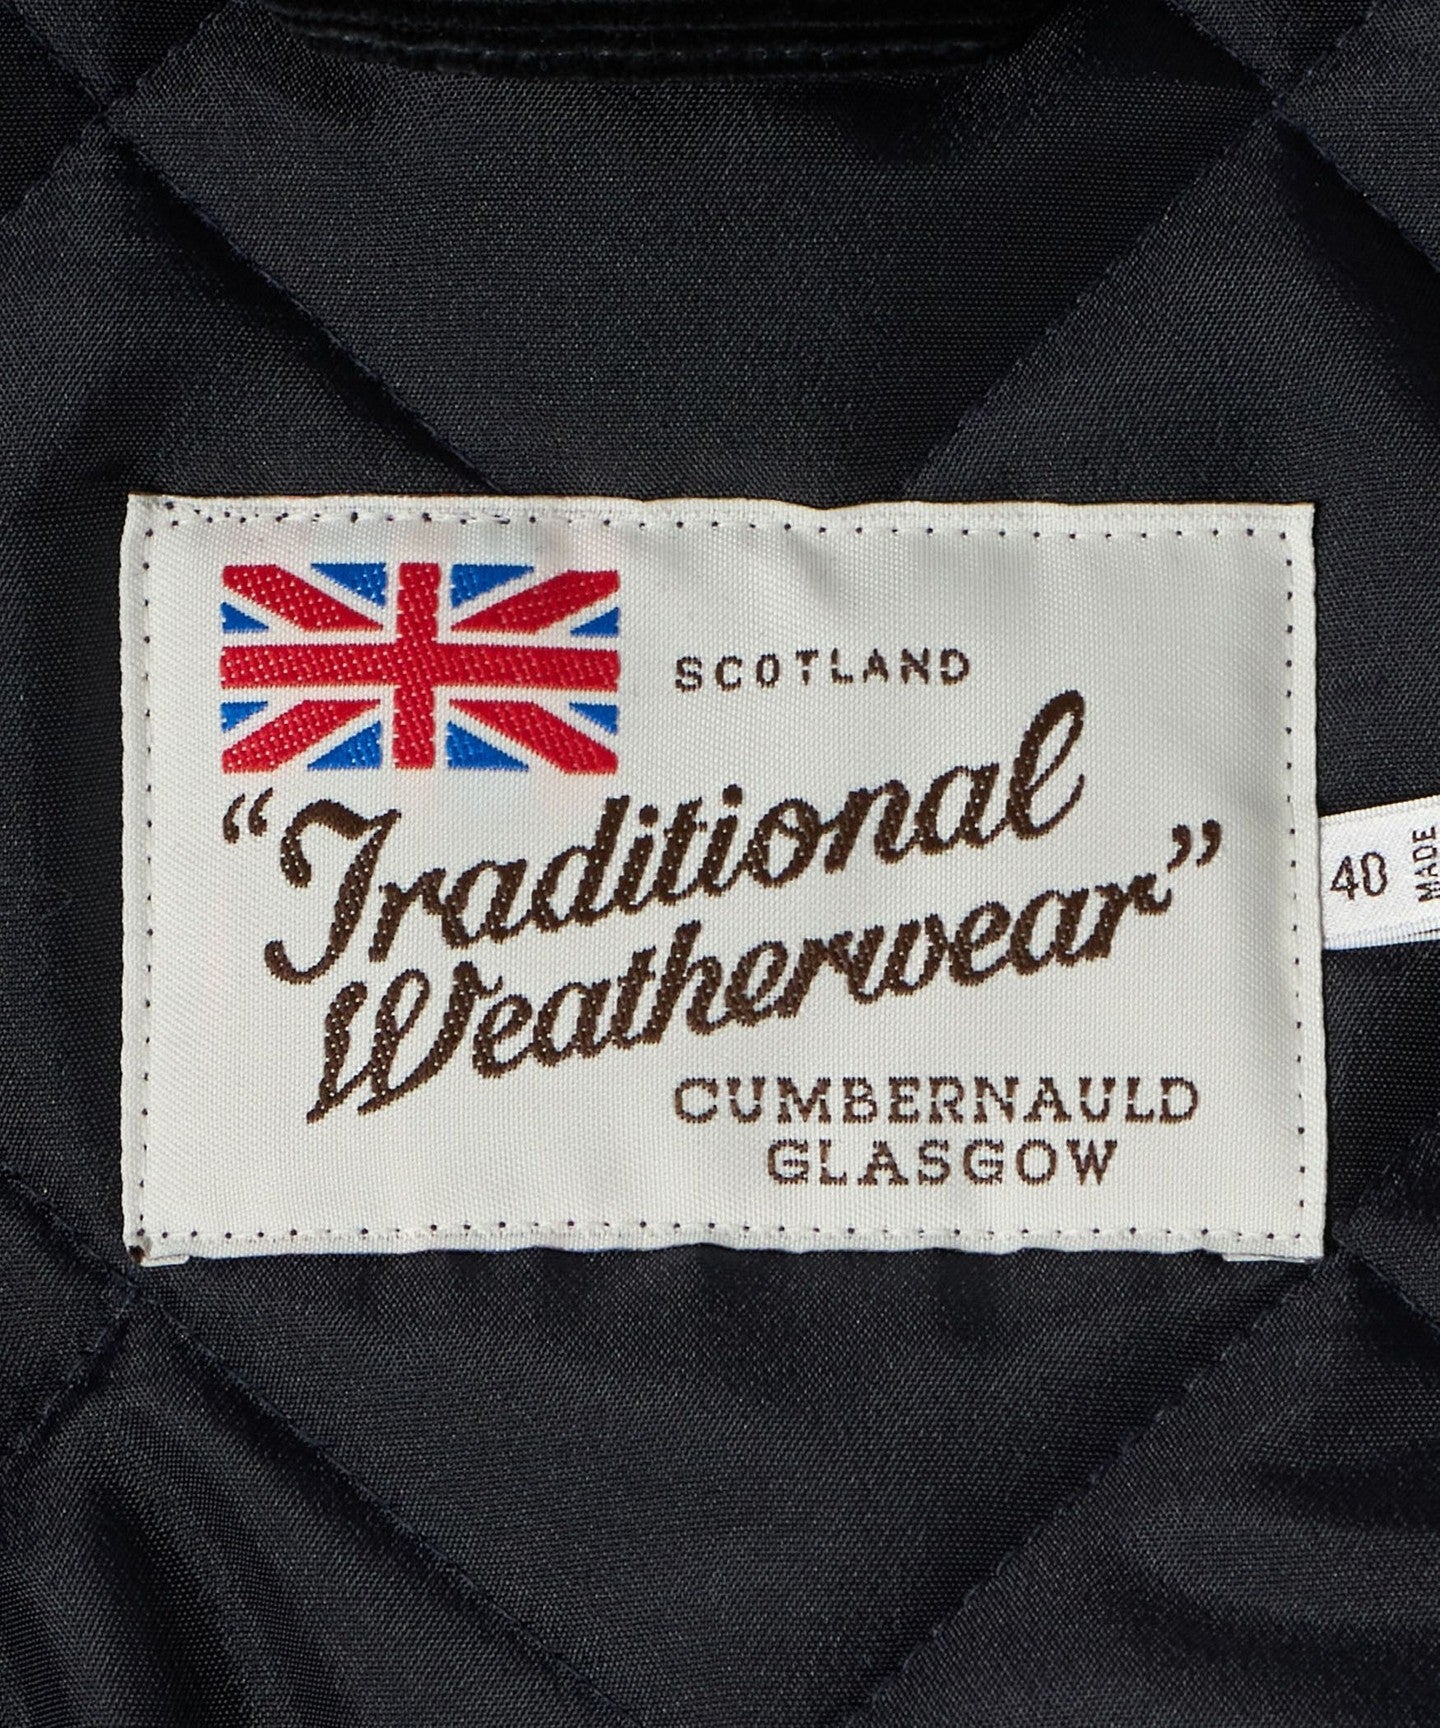 SCOTLAND
“Traditional
Weatherwear”
CUMBERNAULD
GLASGOW
40
MADE